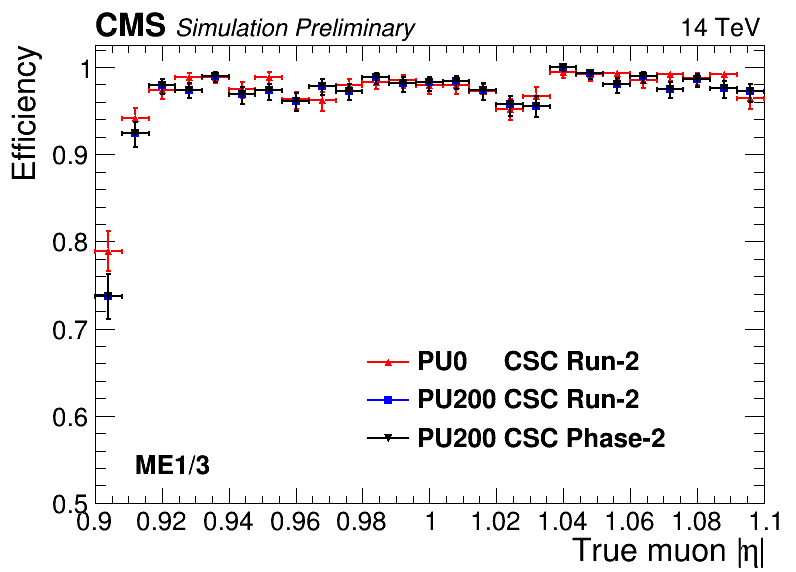 CMS Simulation Preliminary 14 TeV
Efficiency
1
0.9
0.8
0.7
0.6
0.5
PU0 CSC Run-2
PU200 CSC Run-2
PU200 CSC Phase-2
ME1/3
0.9 0.92 0.94 0.96 0.98 1 1.02 1.04 1.06 1.08 1.1
True muon |η|